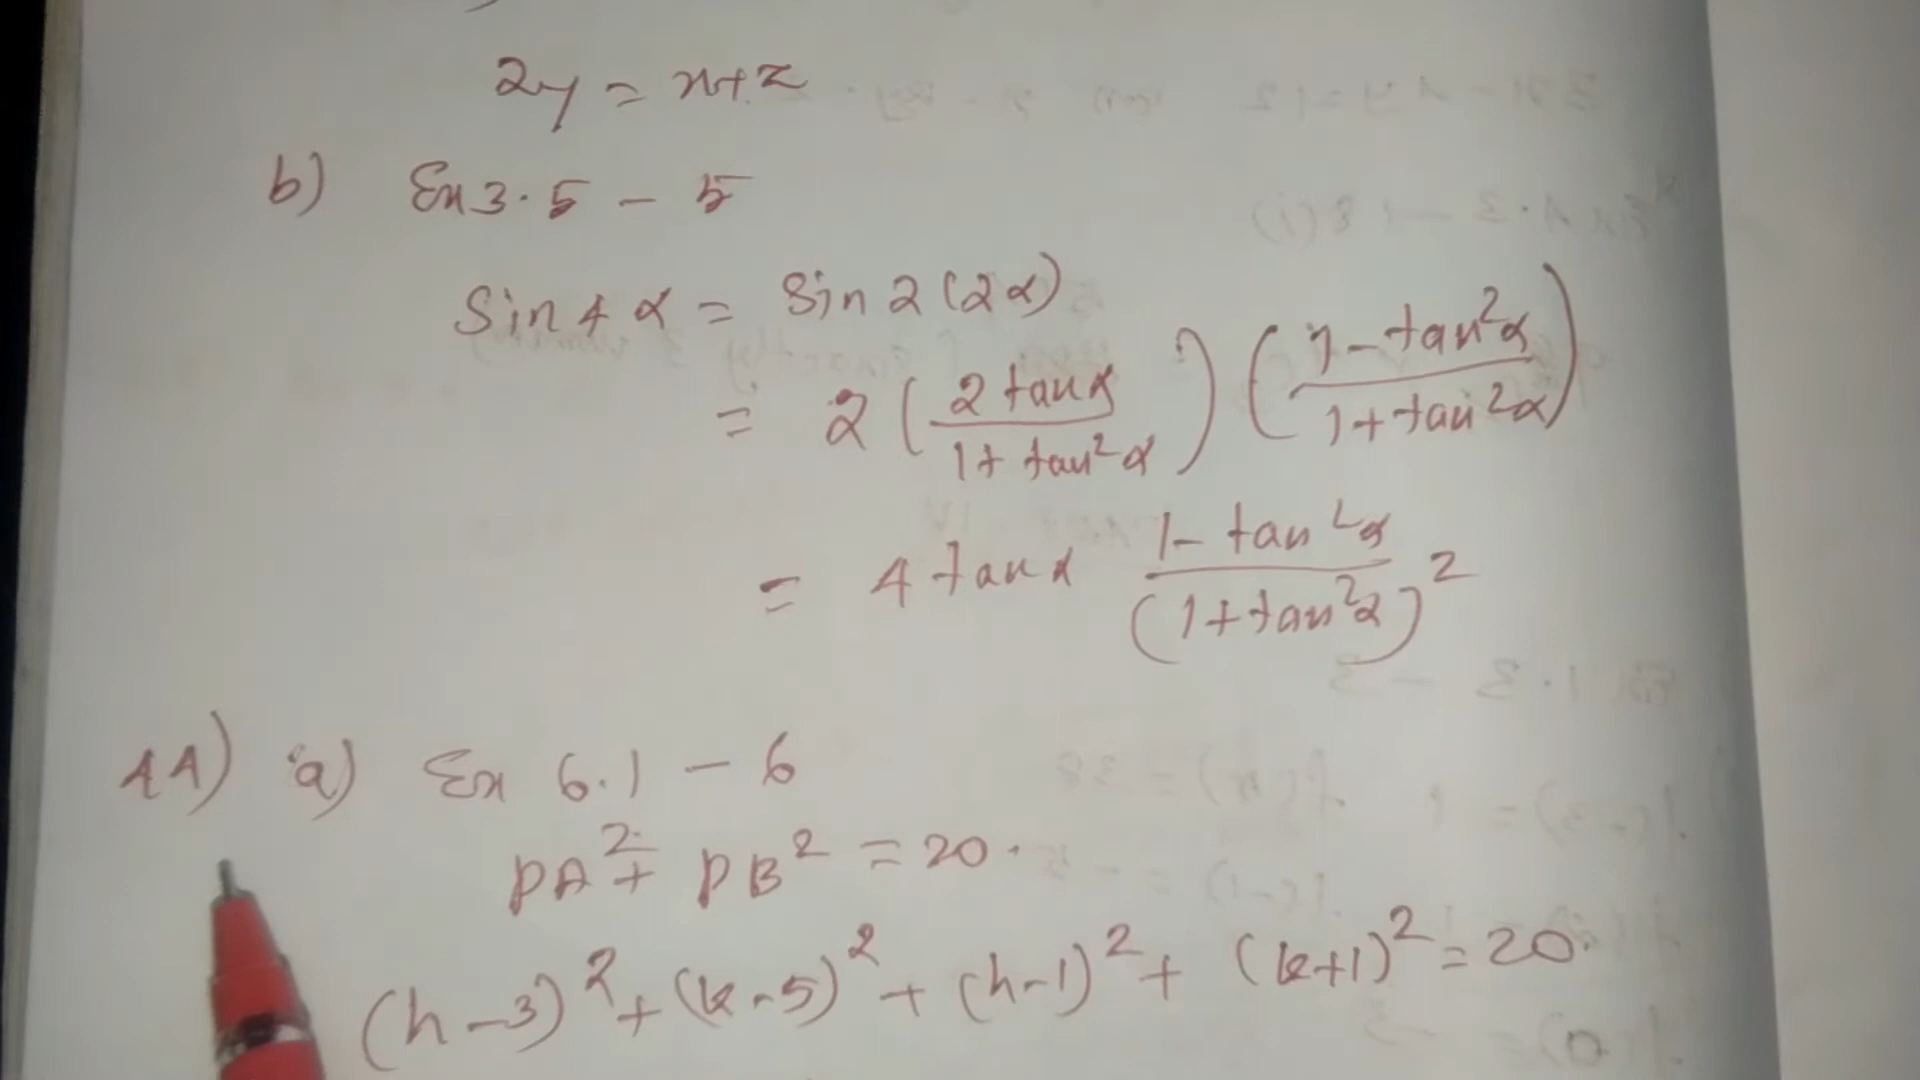 2y = x+z
b) Ex 3.5 - 5
Sin 4α = Sin 2(2α)
= 2 (2 tan α / 1 + tan²α) (1 - tan²α / 1 + tan²α)
= 4 tan α 1 - tan²α / (1 + tan²α)²
44) a) Ex 6.1 - 6
PA² + PB² = 20.
(h-3)² + (k-5)² + (h-1)² + (k+1)² = 20.